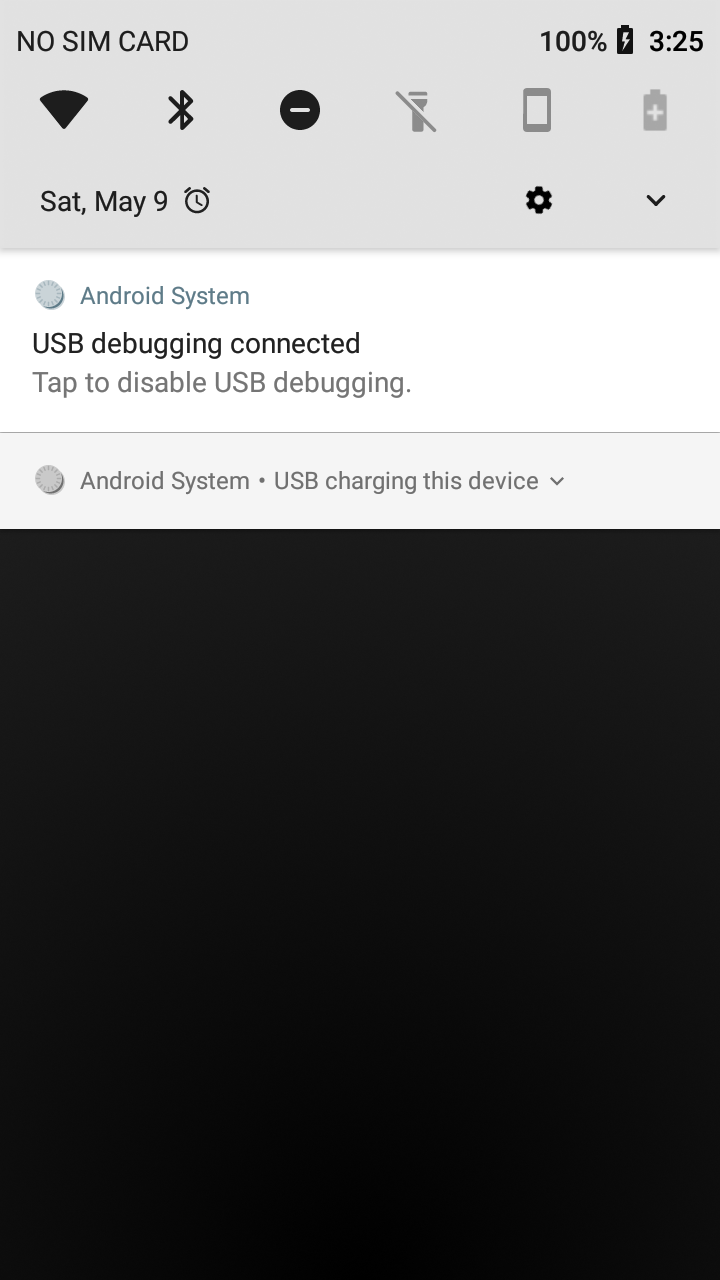 NO SIM CARD 100% 3:25
Sat, May 9
Android System
USB debugging connected
Tap to disable USB debugging.
Android System • USB charging this device